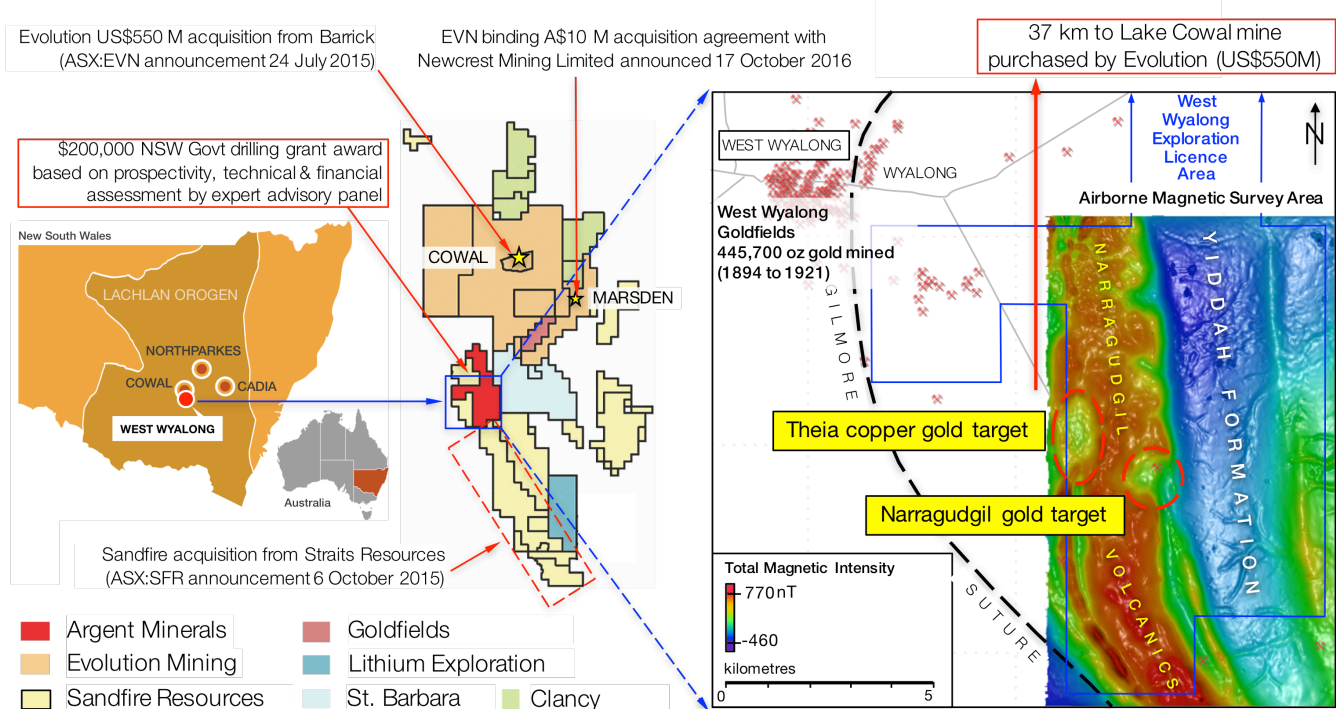 Evolution US$550 M acquisition from Barrick
(ASX:EVN announcement 24 July 2015)
EVN binding A$10 M acquisition agreement with
Newcrest Mining Limited announced 17 October 2016
37 km to Lake Cowal mine
purchased by Evolution (US$550M)
$200,000 NSW Govt drilling grant award
based on prospectivity, technical & financial
assessment by expert advisory panel
New South Wales
LACHLAN OROGEN
NORTHPARKES
COWAL
CADIA
WEST WYALONG
Australia
COWAL
MARSDEN
Sandfire acquisition from Straits Resources
(ASX:SFR announcement 6 October 2015)
Argent Minerals
Evolution Mining
Sandfire Resources
Goldfields
Lithium Exploration
St. Barbara
Clancy
WEST WYALONG
WYALONG
West Wyalong
Goldfields
445,700 oz gold mined
(1894 to 1921)
West
Wyalong
Exploration
Licence
Area
N
Airborne Magnetic Survey Area
GILMORE
SUTURE
NARRAGUDGIL
VOLCANICS
YIDDAH FORMATION
Theia copper gold target
Narragudgil gold target
Total Magnetic Intensity
770nT
-460
kilometres
0
5